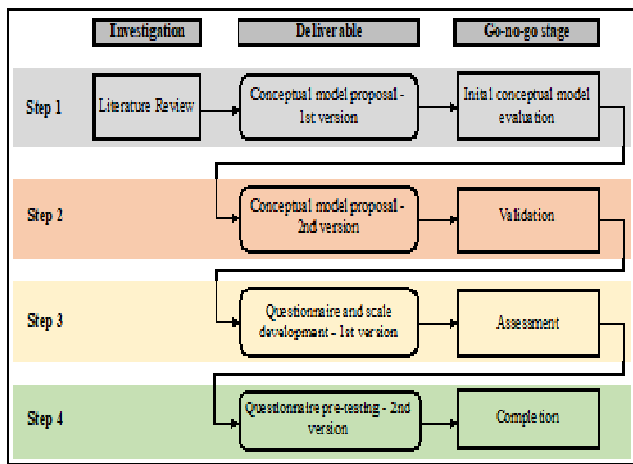 Investigation
Deliverable
Go-no-go stage
Step 1
Literature Review
Conceptual model proposal -
1st version
Inital conceptual model
evaluation
Step 2
Conceptual model proposal -
2nd version
Validation
Step 3
Questionnaire and scale
development - 1st version
Assessment
Step 4
Questionnaire pre-testing - 2nd
version
Completion